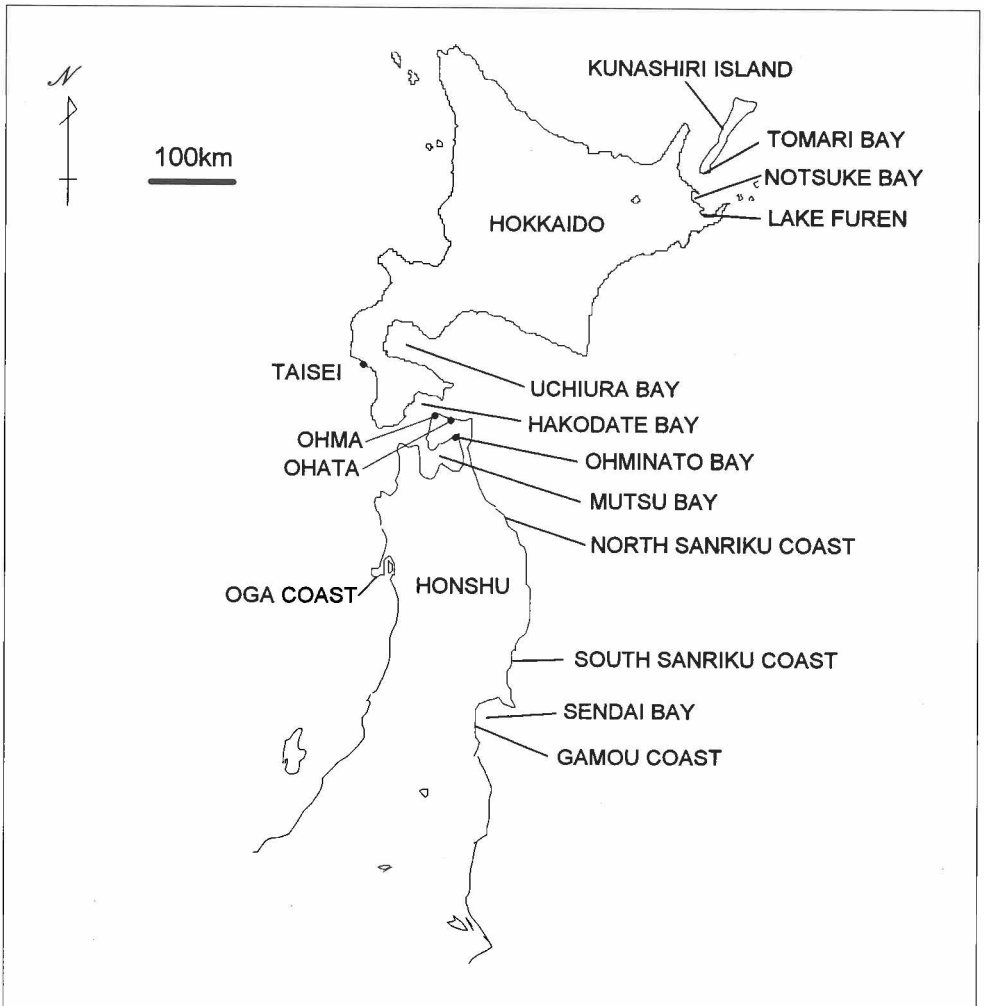 N
KUNASHIRI ISLAND
100km
TOMARI BAY
NOTSUKE BAY
LAKE FUREN
HOKKAIDO
TAISEI
UCHIURA BAY
HAKODATE BAY
OHMA
OHATA
OHMINATO BAY
MUTSU BAY
NORTH SANRIKU COAST
HONSHU
OGA COAST
SOUTH SANRIKU COAST
SENDAI BAY
GAMOU COAST